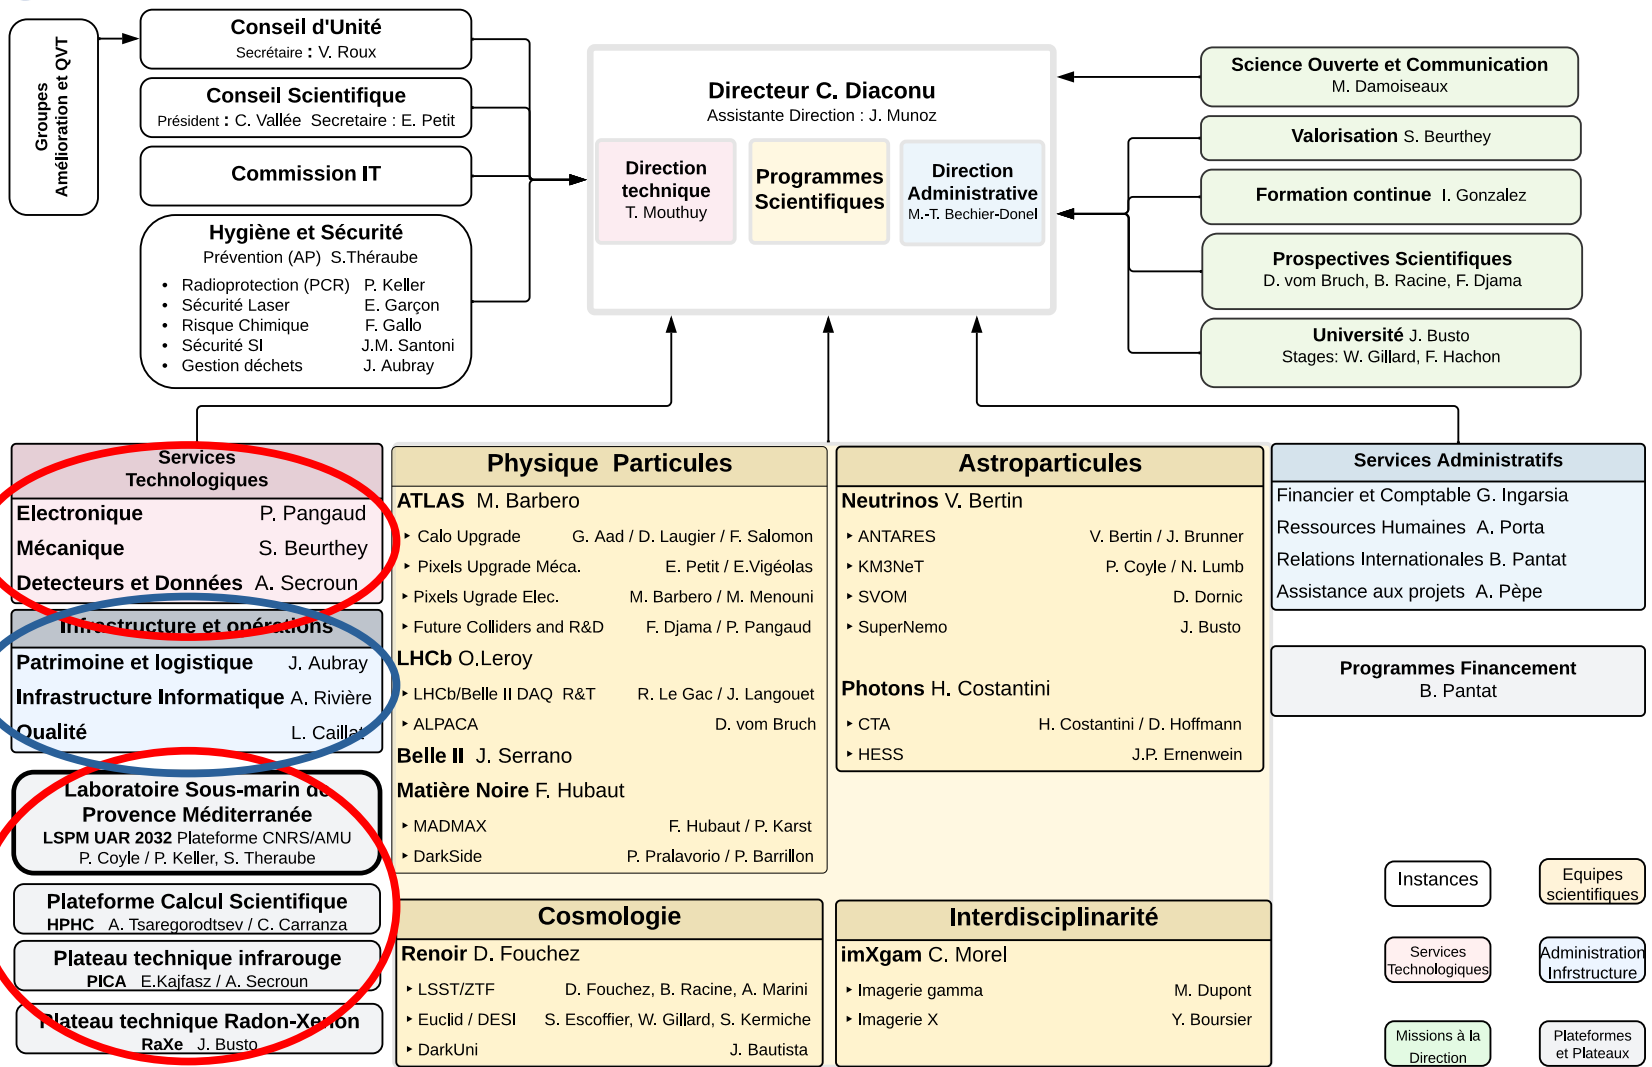 Groupes
Amélioration et QVT
Conseil d'Unité
Secrétaire : V. Roux
Conseil Scientifique
Président : C. Vallée Secretaire : E. Petit
Commission IT
Hygiène et Sécurité
Prévention (AP) S.Théraube
• Radioprotection (PCR) P. Keller
• Sécurité Laser E. Garçon
• Risque Chimique F. Gallo
• Sécurité SI J.M. Santoni
• Gestion déchets J. Aubray
Directeur C. Diaconu
Assistante Direction : J. Munoz
Direction
technique
T. Mouthuy
Programmes
Scientifiques
Direction
Administrative
M.-T. Bechier-Donel
Science Ouverte et Communication
M. Damoiseaux
Valorisation S. Beurthey
Formation continue I. Gonzalez
Prospectives Scientifiques
D. vom Bruch, B. Racine, F. Djama
Université J. Busto
Stages: W. Gillard, F. Hachon
Services
Technologiques
Electronique P. Pangaud
Mécanique S. Beurthey
Detecteurs et Données A. Secroun
Infrastructure et opérations
Patrimoine et logistique J. Aubray
Infrastructure Informatique A. Rivière
Qualité L. Caillat
Laboratoire Sous-marin de
Provence Méditerranée
LSPM UAR 2032 Plateforme CNRS/AMU
P. Coyle / P. Keller, S. Theraube
Plateforme Calcul Scientifique
HPHC A. Tsaregorodtsev / C. Carranza
Plateau technique infrarouge
PICA E.Kajfasz / A. Secroun
Plateau technique Radon-Xenon
RaXe J. Busto
Physique Particules
ATLAS M. Barbero
‣ Calo Upgrade G. Aad / D. Laugier / F. Salomon
‣ Pixels Upgrade Méca. E. Petit / E.Vigéolas
‣ Pixels Ugrade Elec. M. Barbero / M. Menouni
‣ Future Colliders and R&D F. Djama / P. Pangaud
LHCb O.Leroy
‣ LHCb/Belle II DAQ R&T R. Le Gac / J. Langouet
‣ ALPACA D. vom Bruch
Belle II J. Serrano
Matière Noire F. Hubaut
‣ MADMAX F. Hubaut / P. Karst
‣ DarkSide P. Pralavorio / P. Barrillon
Cosmologie
Renoir D. Fouchez
‣ LSST/ZTF D. Fouchez, B. Racine, A. Marini
‣ Euclid / DESI S. Escoffier, W. Gillard, S. Kermiche
‣ DarkUni J. Bautista
Astroparticules
Neutrinos V. Bertin
‣ ANTARES V. Bertin / J. Brunner
‣ KM3NeT P. Coyle / N. Lumb
‣ SVOM D. Dornic
‣ SuperNemo J. Busto
Photons H. Costantini
‣ CTA H. Costantini / D. Hoffmann
‣ HESS J.P. Ernenwein
Interdisciplinarité
imXgam C. Morel
‣ Imagerie gamma M. Dupont
‣ Imagerie X Y. Boursier
Services Administratifs
Financier et Comptable G. Ingarsia
Ressources Humaines A. Porta
Relations Internationales B. Pantat
Assistance aux projets A. Pèpe
Programmes Financement
B. Pantat
Instances
Equipes
scientifiques
Services
Technologiques
Administration
Infrstructure
Missions à la
Direction
Plateformes
et Plateaux